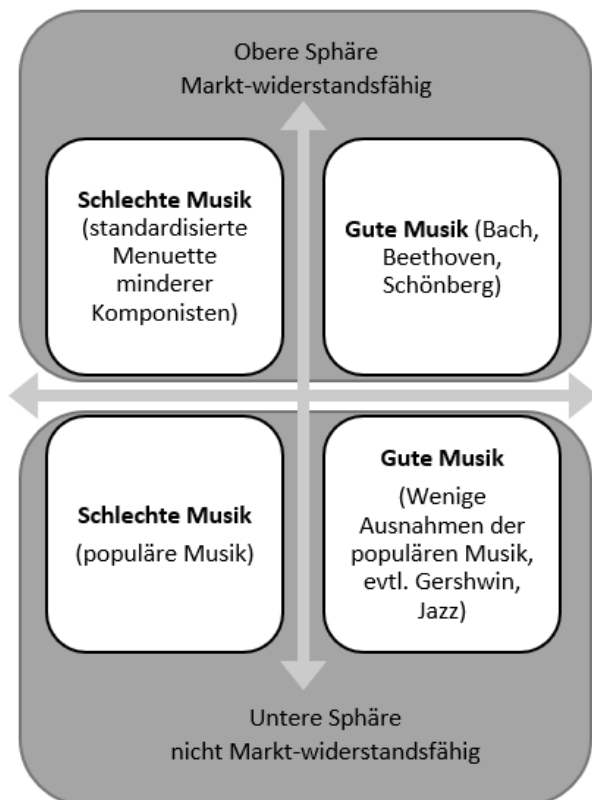 Obere Sphäre
Markt-widerstandsfähig
Schlechte Musik
(standardisierte
Menuette
minderer
Komponisten)
Gute Musik (Bach,
Beethoven,
Schönberg)
Schlechte Musik
(populäre Musik)
Gute Musik
(Wenige
Ausnahmen der
populären Musik,
evtl. Gershwin,
Jazz)
Untere Sphäre
nicht Markt-widerstandsfähig